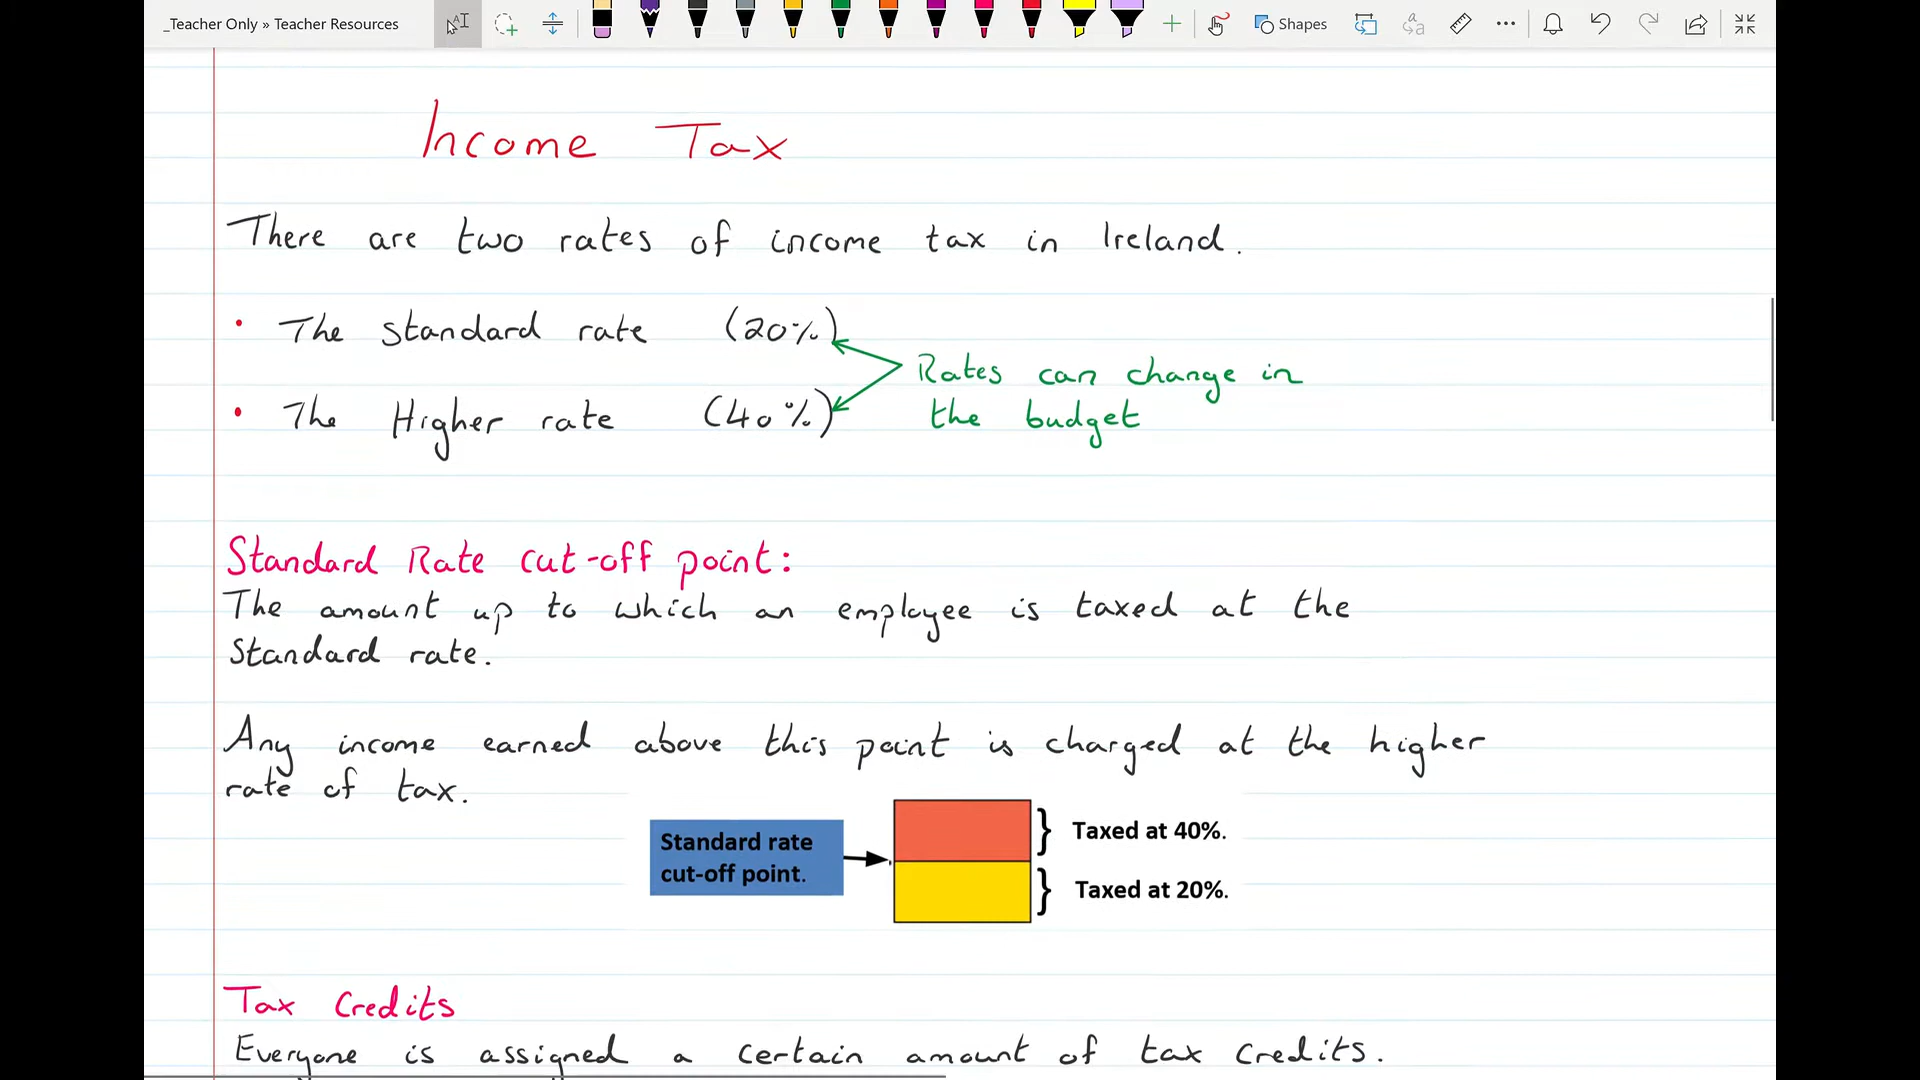 _Teacher Only » Teacher Resources
Shapes
Income Tax
There are two rates of income tax in Ireland.
• The standard rate (20%)
• The Higher rate (40%)
Rates can change in
the budget
Standard Rate cut-off point:
The amount up to which an employee is taxed at the
Standard rate.
Any income earned above this point is charged at the higher
rate of tax.
Standard rate
cut-off point.
} Taxed at 40%.
} Taxed at 20%.
Tax Credits
Everyone is assigned a certain amount of tax credits.